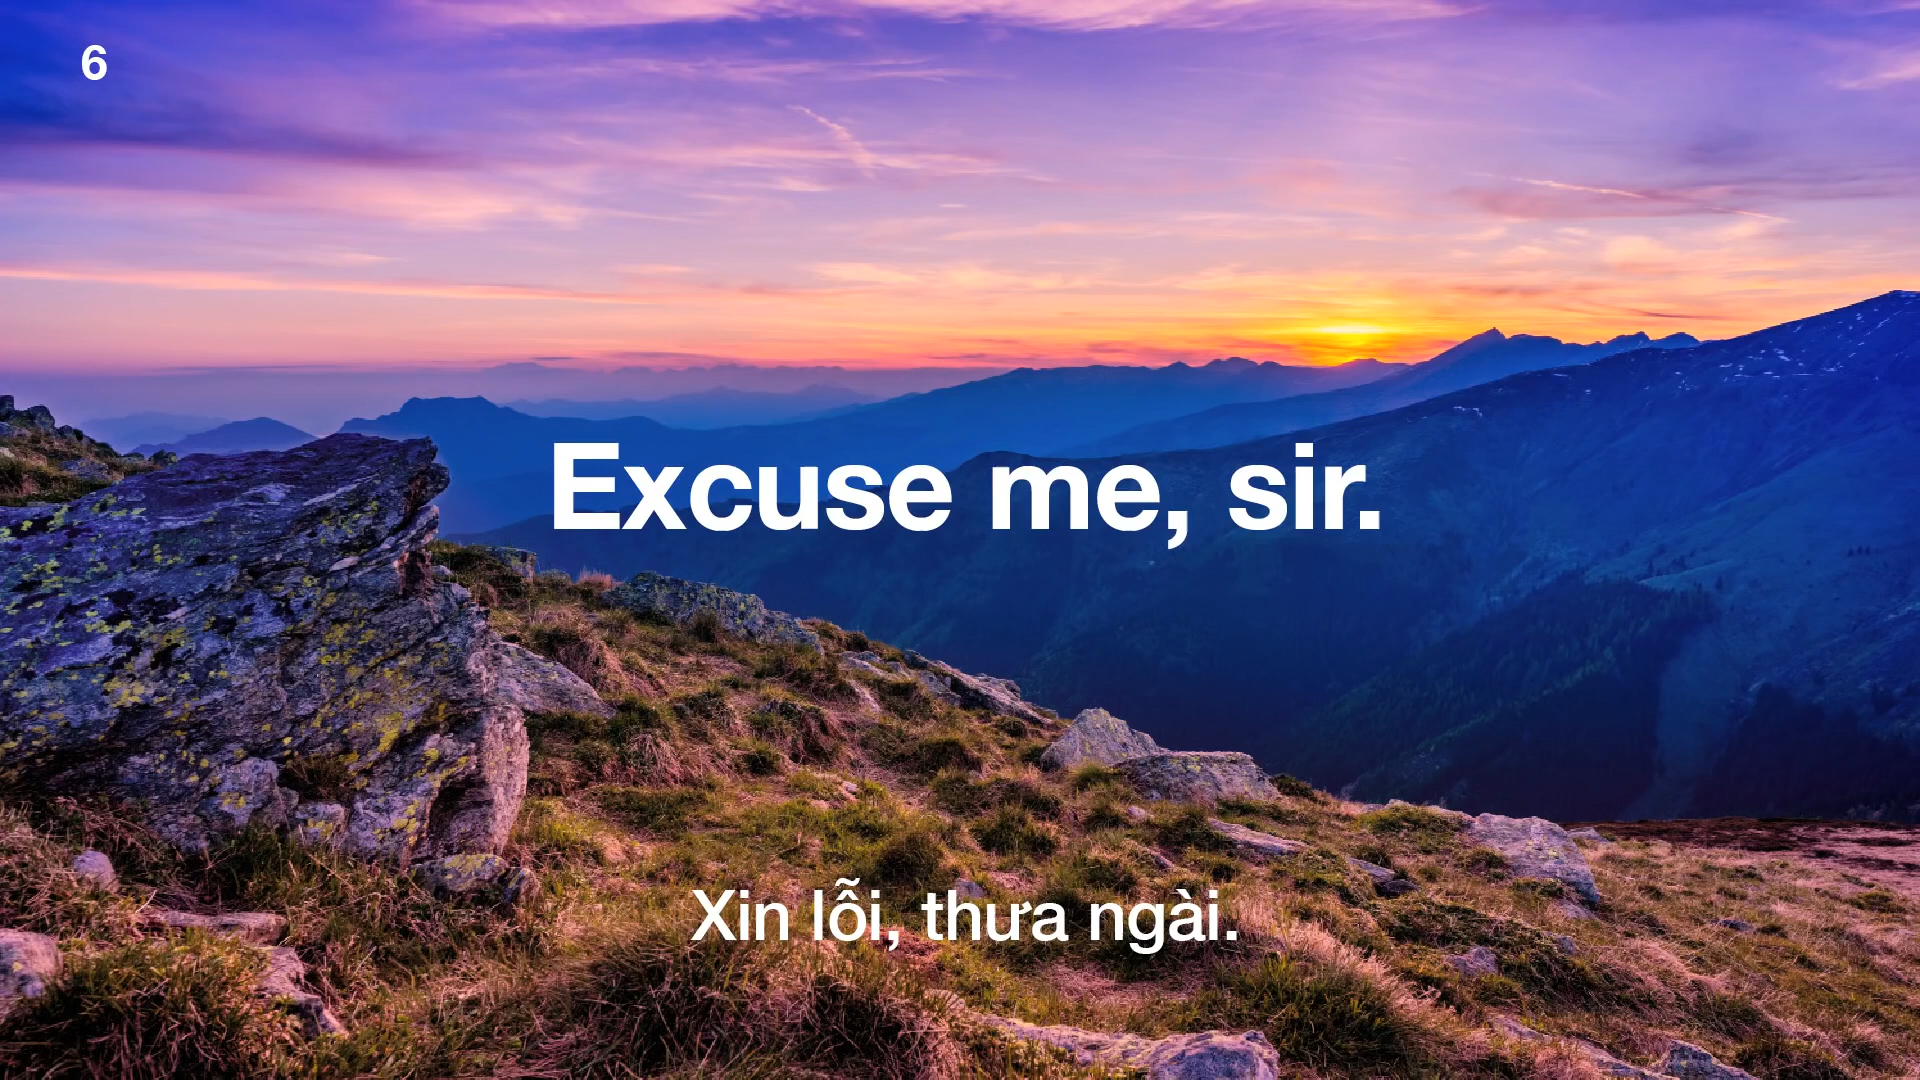 6
Excuse me, sir.
Xin lỗi, thưa ngài.